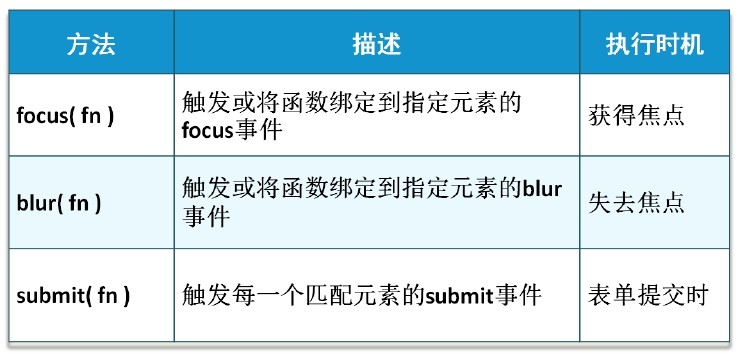 方法 描述 执行时机
focus( fn ) 触发或将函数绑定到指定元素的
focus事件 获得焦点
blur( fn ) 触发或将函数绑定到指定元素的blur
事件 失去焦点
submit( fn ) 触发每一个匹配元素的submit事件 表单提交时